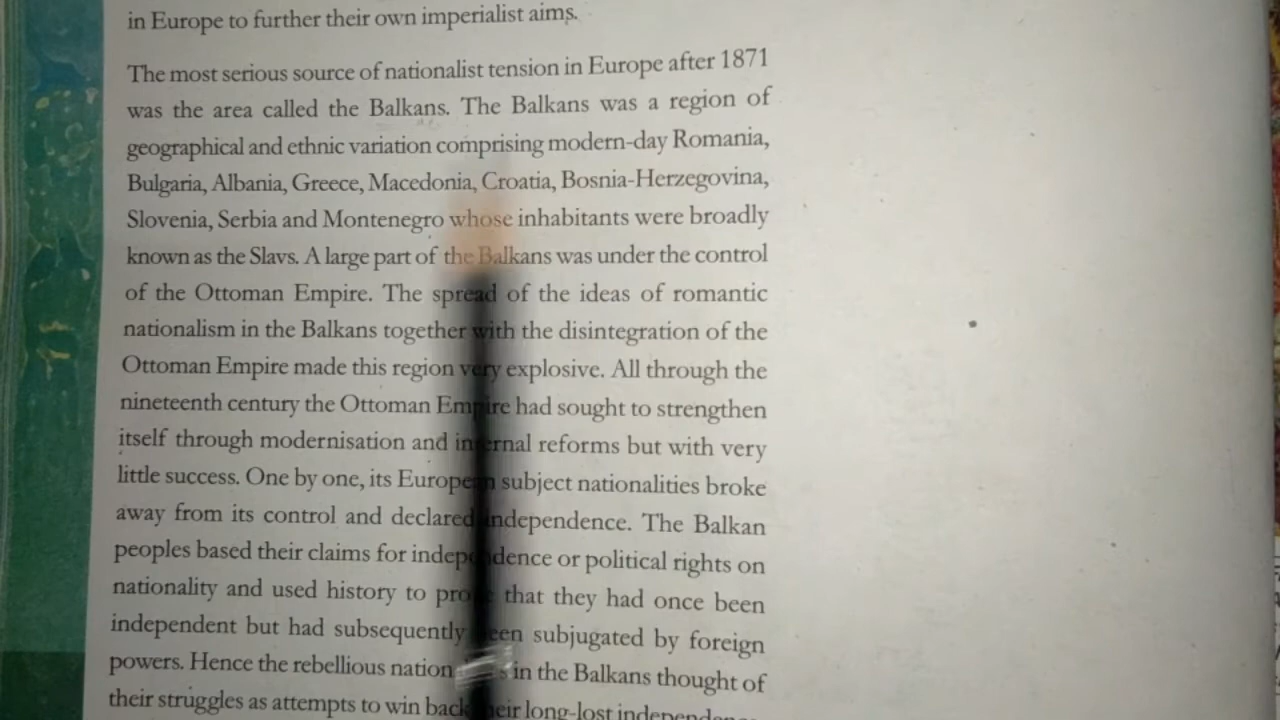 in Europe to further their own imperialist aims.
The most serious source of nationalist tension in Europe after 1871
was the area called the Balkans. The Balkans was a region of
geographical and ethnic variation comprising modern-day Romania,
Bulgaria, Albania, Greece, Macedonia, Croatia, Bosnia-Herzegovina,
Slovenia, Serbia and Montenegro whose inhabitants were broadly
known as the Slavs. A large part of the Balkans was under the control
of the Ottoman Empire. The spread of the ideas of romantic
nationalism in the Balkans together with the disintegration of the
Ottoman Empire made this region very explosive. All through the
nineteenth century the Ottoman Empire had sought to strengthen
itself through modernisation and internal reforms but with very
little success. One by one, its European subject nationalities broke
away from its control and declared independence. The Balkan
peoples based their claims for independence or political rights on
nationality and used history to prove that they had once been
independent but had subsequently been subjugated by foreign
powers. Hence the rebellious in the Balkans thought of
their struggles as attempts to win back their long-lost independence